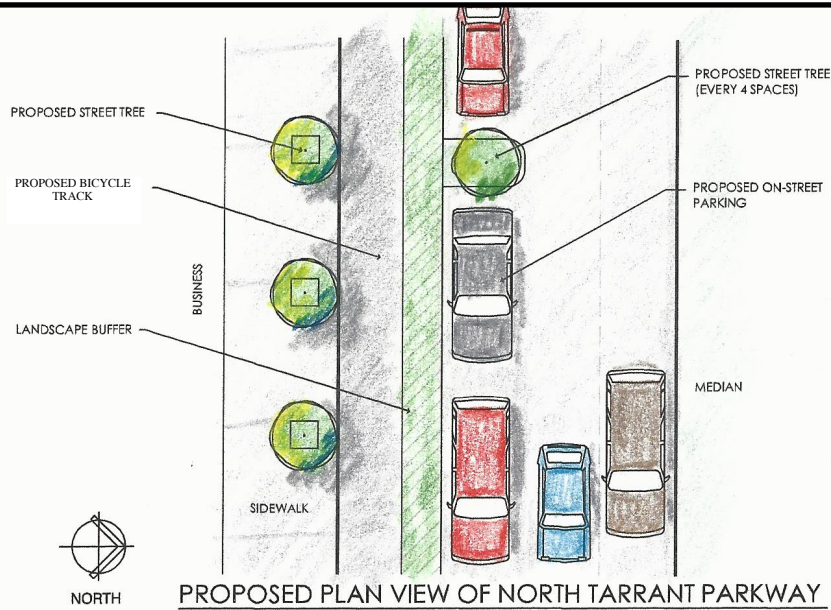 PROPOSED STREET TREE
PROPOSED STREET TREE
(EVERY 4 SPACES)
PROPOSED BICYCLE
TRACK
PROPOSED ON-STREET
PARKING
BUSINESS
LANDSCAPE BUFFER
MEDIAN
SIDEWALK
NORTH
PROPOSED PLAN VIEW OF NORTH TARRANT PARKWAY